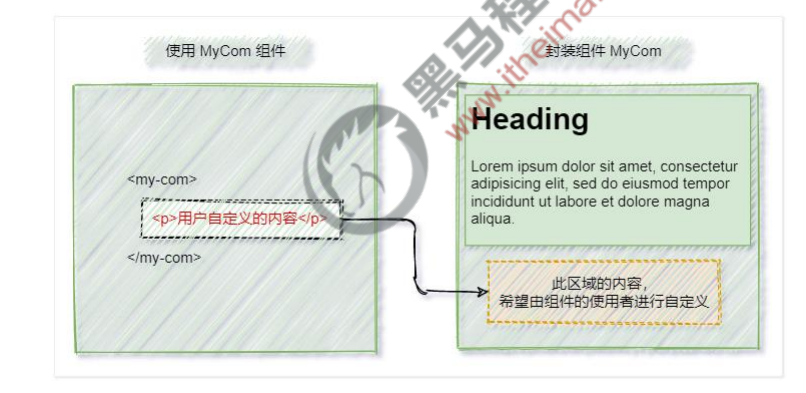 使用 MyCom 组件
封装组件 MyCom
<my-com>
<p>用户自定义的内容</p>
</my-com>
Heading
Lorem ipsum dolor sit amet, consectetur
adipisicing elit, sed do eiusmod tempor
incididunt ut labore et dolore magna
aliqua.
此区域的内容，
希望由组件的使用者进行自定义
黑马程
www.itheima